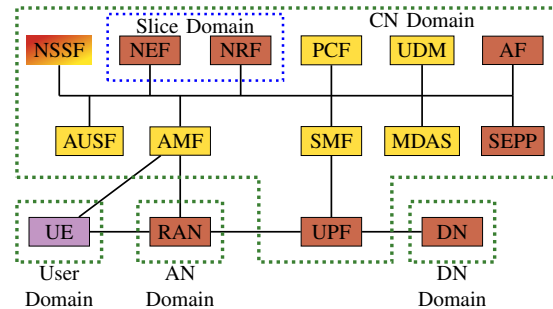 Slice Domain
CN Domain
NSSF
NEF
NRF
PCF
UDM
AF
AUSF
AMF
SMF
MDAS
SEPP
UE
RAN
UPF
DN
User
Domain
AN
Domain
DN
Domain